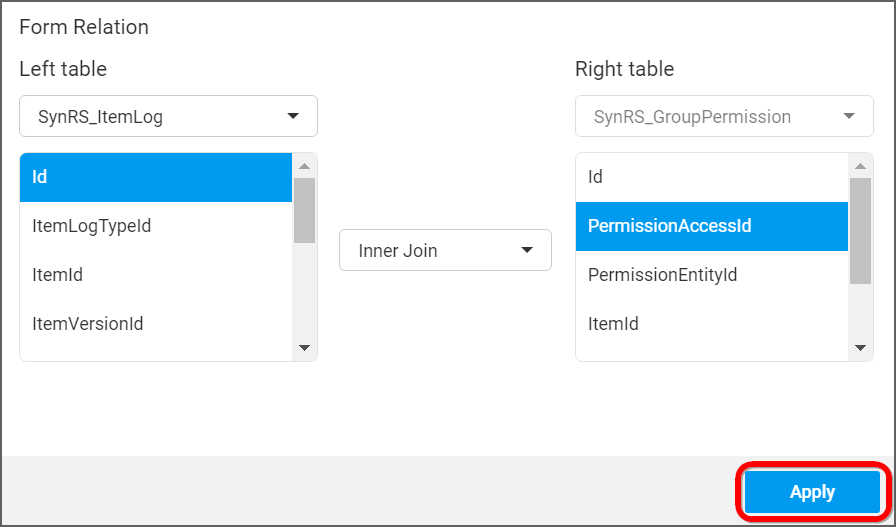 Form Relation
Left table
Right table
SynRS_ItemLog
SynRS_GroupPermission
Id
ItemLogTypeId
ItemId
ItemVersionId
Inner Join
Id
PermissionAccessId
PermissionEntityId
ItemId
Apply